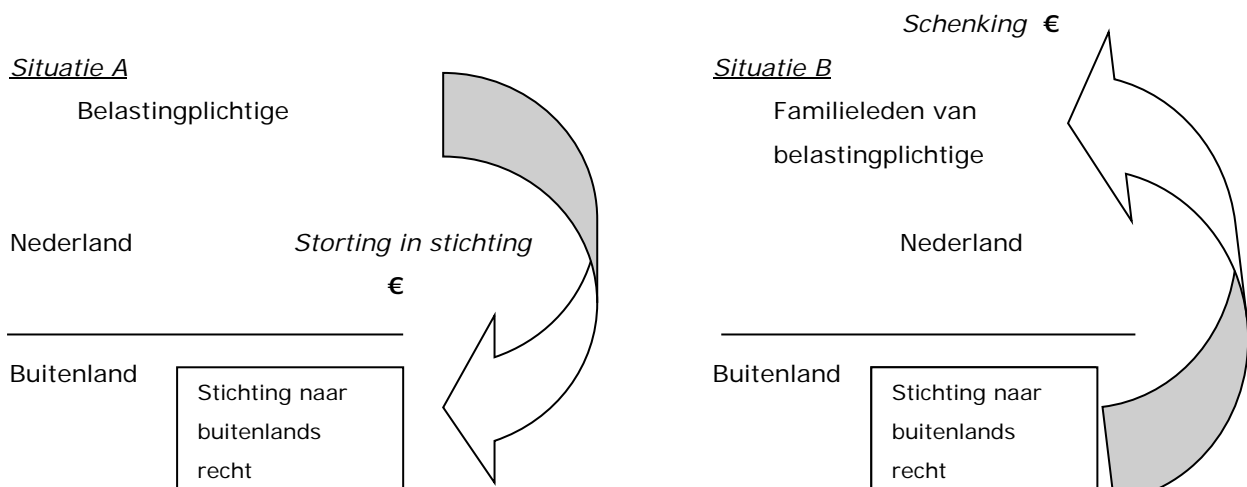 Situatie A
Belastingplichtige
Nederland
Storting in stichting
€
Buitenland
Stichting naar
buitenlands
recht
Schenking €
Situatie B
Familieleden van
belastingplichtige
Nederland
Buitenland
Stichting naar
buitenlands
recht